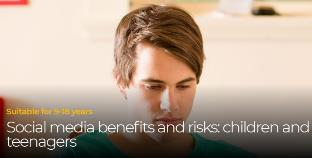 Suitable for 9-18 years
Social media benefits and risks: children and
teenagers